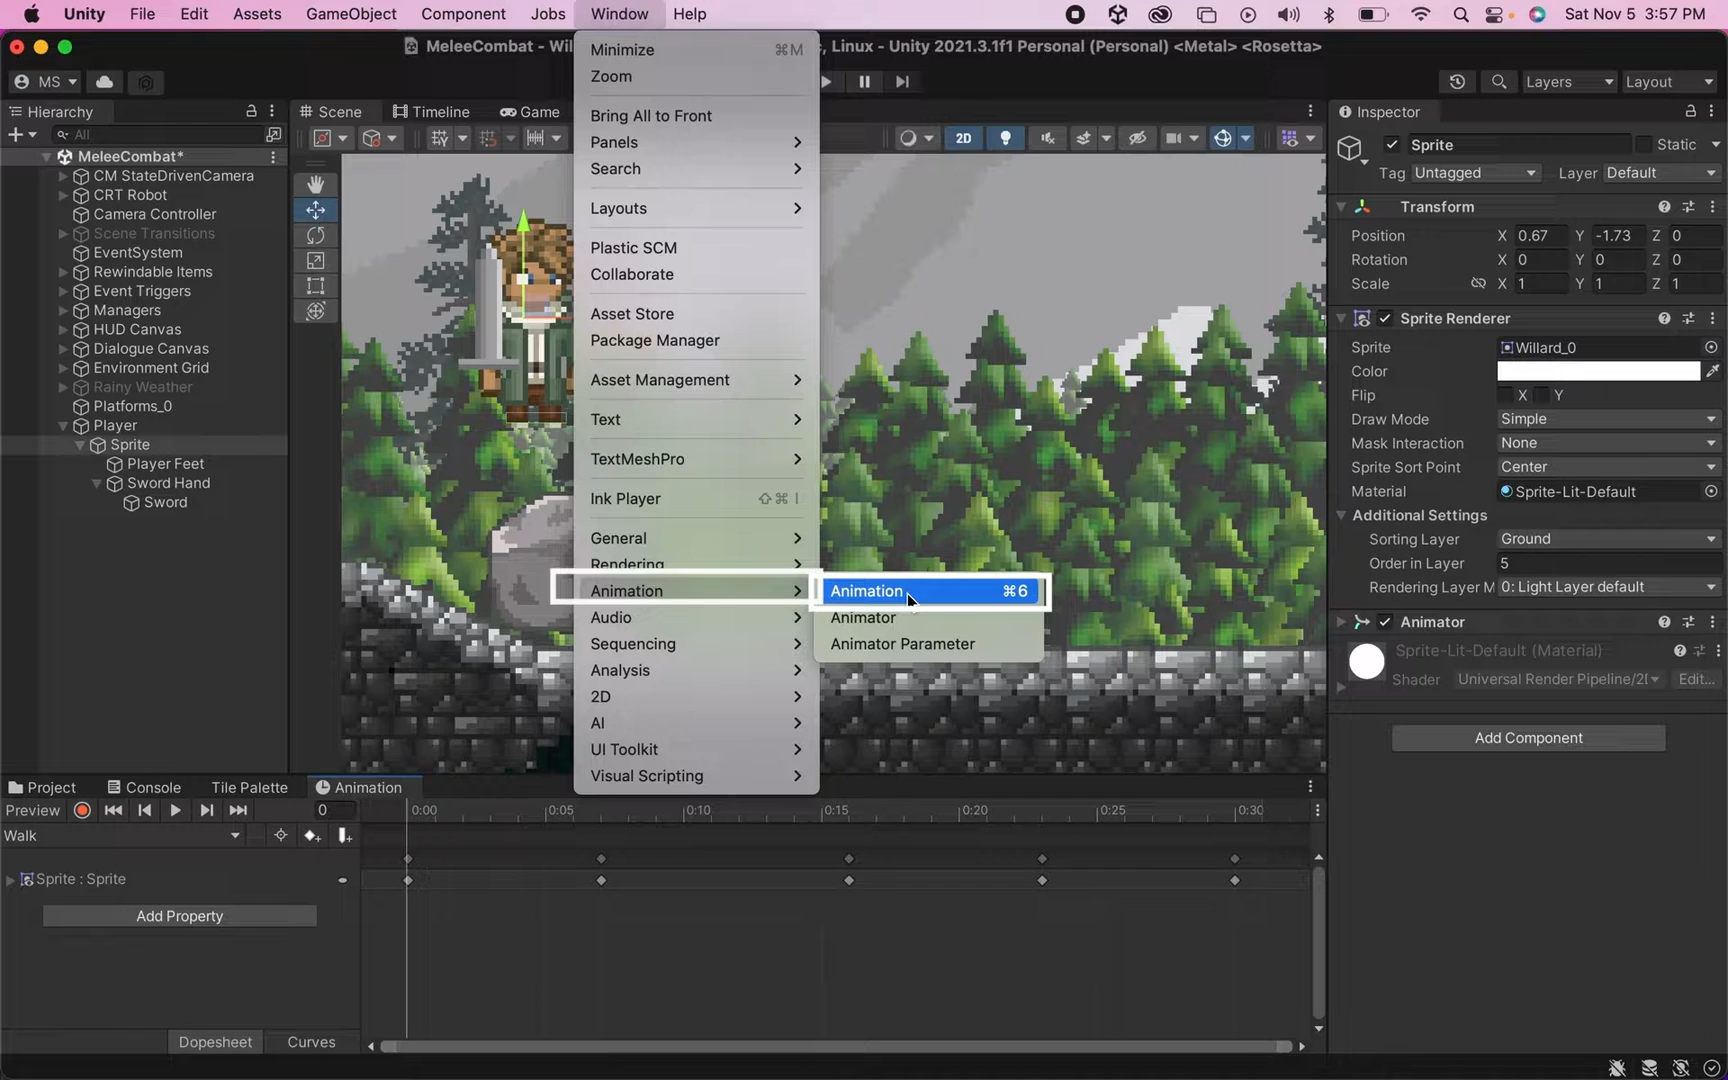 Unity File Edit Assets GameObject Component Jobs Window Help Sat Nov 5 3:57 PM
MeleeCombat - Wil , Linux - Unity 2021.3.1f1 Personal (Personal) <Metal> <Rosetta>
MS Layers Layout
Hierarchy
All
MeleeCombat*
CM StateDrivenCamera
CRT Robot
Camera Controller
Scene Transitions
EventSystem
Rewindable Items
Event Triggers
Managers
HUD Canvas
Dialogue Canvas
Environment Grid
Rainy Weather
Platforms_0
Player
Sprite
Player Feet
Sword Hand
Sword
Scene Timeline Game
2D
Minimize ⌘M
Zoom
Bring All to Front
Panels
Search
Layouts
Plastic SCM
Collaborate
Asset Store
Package Manager
Asset Management
Text
TextMeshPro
Ink Player ⇧⌘I
General
Rendering
Animation
Audio
Sequencing
Analysis
2D
AI
UI Toolkit
Visual Scripting
Animation ⌘6
Animator
Animator Parameter
Inspector
Sprite Static
Tag Untagged Layer Default
Transform
Position X 0.67 Y -1.73 Z 0
Rotation X 0 Y 0 Z 0
Scale X 1 Y 1 Z 1
Sprite Renderer
Sprite Willard_0
Color
Flip X Y
Draw Mode Simple
Mask Interaction None
Sprite Sort Point Center
Material Sprite-Lit-Default
Additional Settings
Sorting Layer Ground
Order in Layer 5
Rendering Layer M 0: Light Layer default
Animator
Sprite-Lit-Default (Material)
Shader Universal Render Pipeline/2D Edit...
Add Component
Project Console Tile Palette Animation
Preview 0 0:00 0:05 0:10 0:15 0:20 0:25 0:30
Walk
Sprite : Sprite
Add Property
Dopesheet Curves